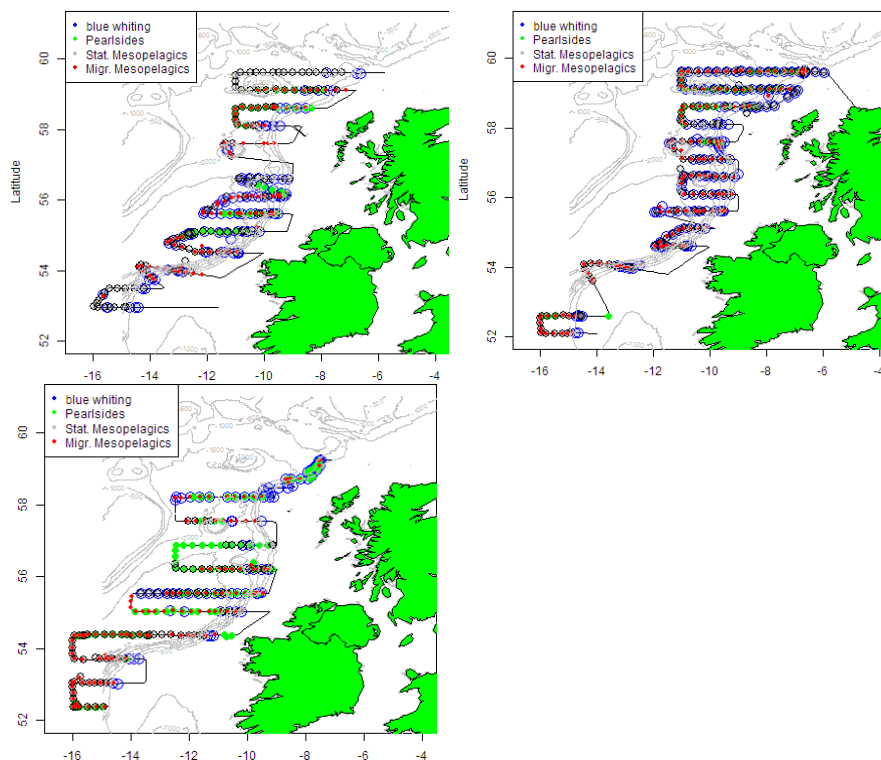 blue whiting
Pearlsides
Stat. Mesopelagics
Migr. Mesopelagics
Latitude
60
58
56
54
52
-16
-14
-12
-10
-8
-6
-4
blue whiting
Pearlsides
Stat. Mesopelagics
Migr. Mesopelagics
Latitude
60
58
56
54
52
-16
-14
-12
-10
-8
-6
-4
blue whiting
Pearlsides
Stat. Mesopelagics
Migr. Mesopelagics
60
58
56
54
52
-16
-14
-12
-10
-8
-6
-4